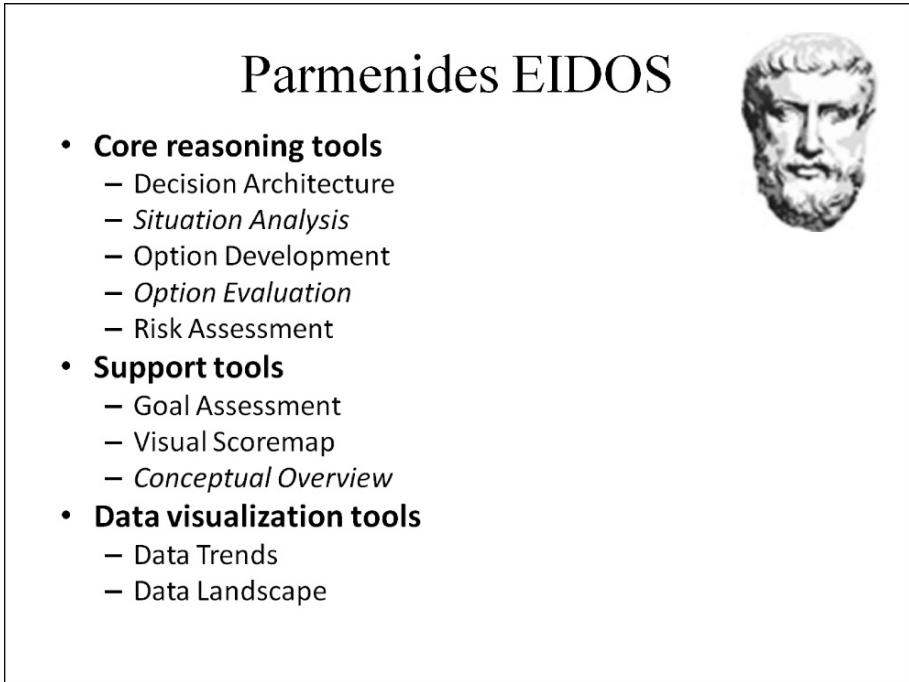 Parmenides EIDOS
• Core reasoning tools
– Decision Architecture
– Situation Analysis
– Option Development
– Option Evaluation
– Risk Assessment
• Support tools
– Goal Assessment
– Visual Scoremap
– Conceptual Overview
• Data visualization tools
– Data Trends
– Data Landscape